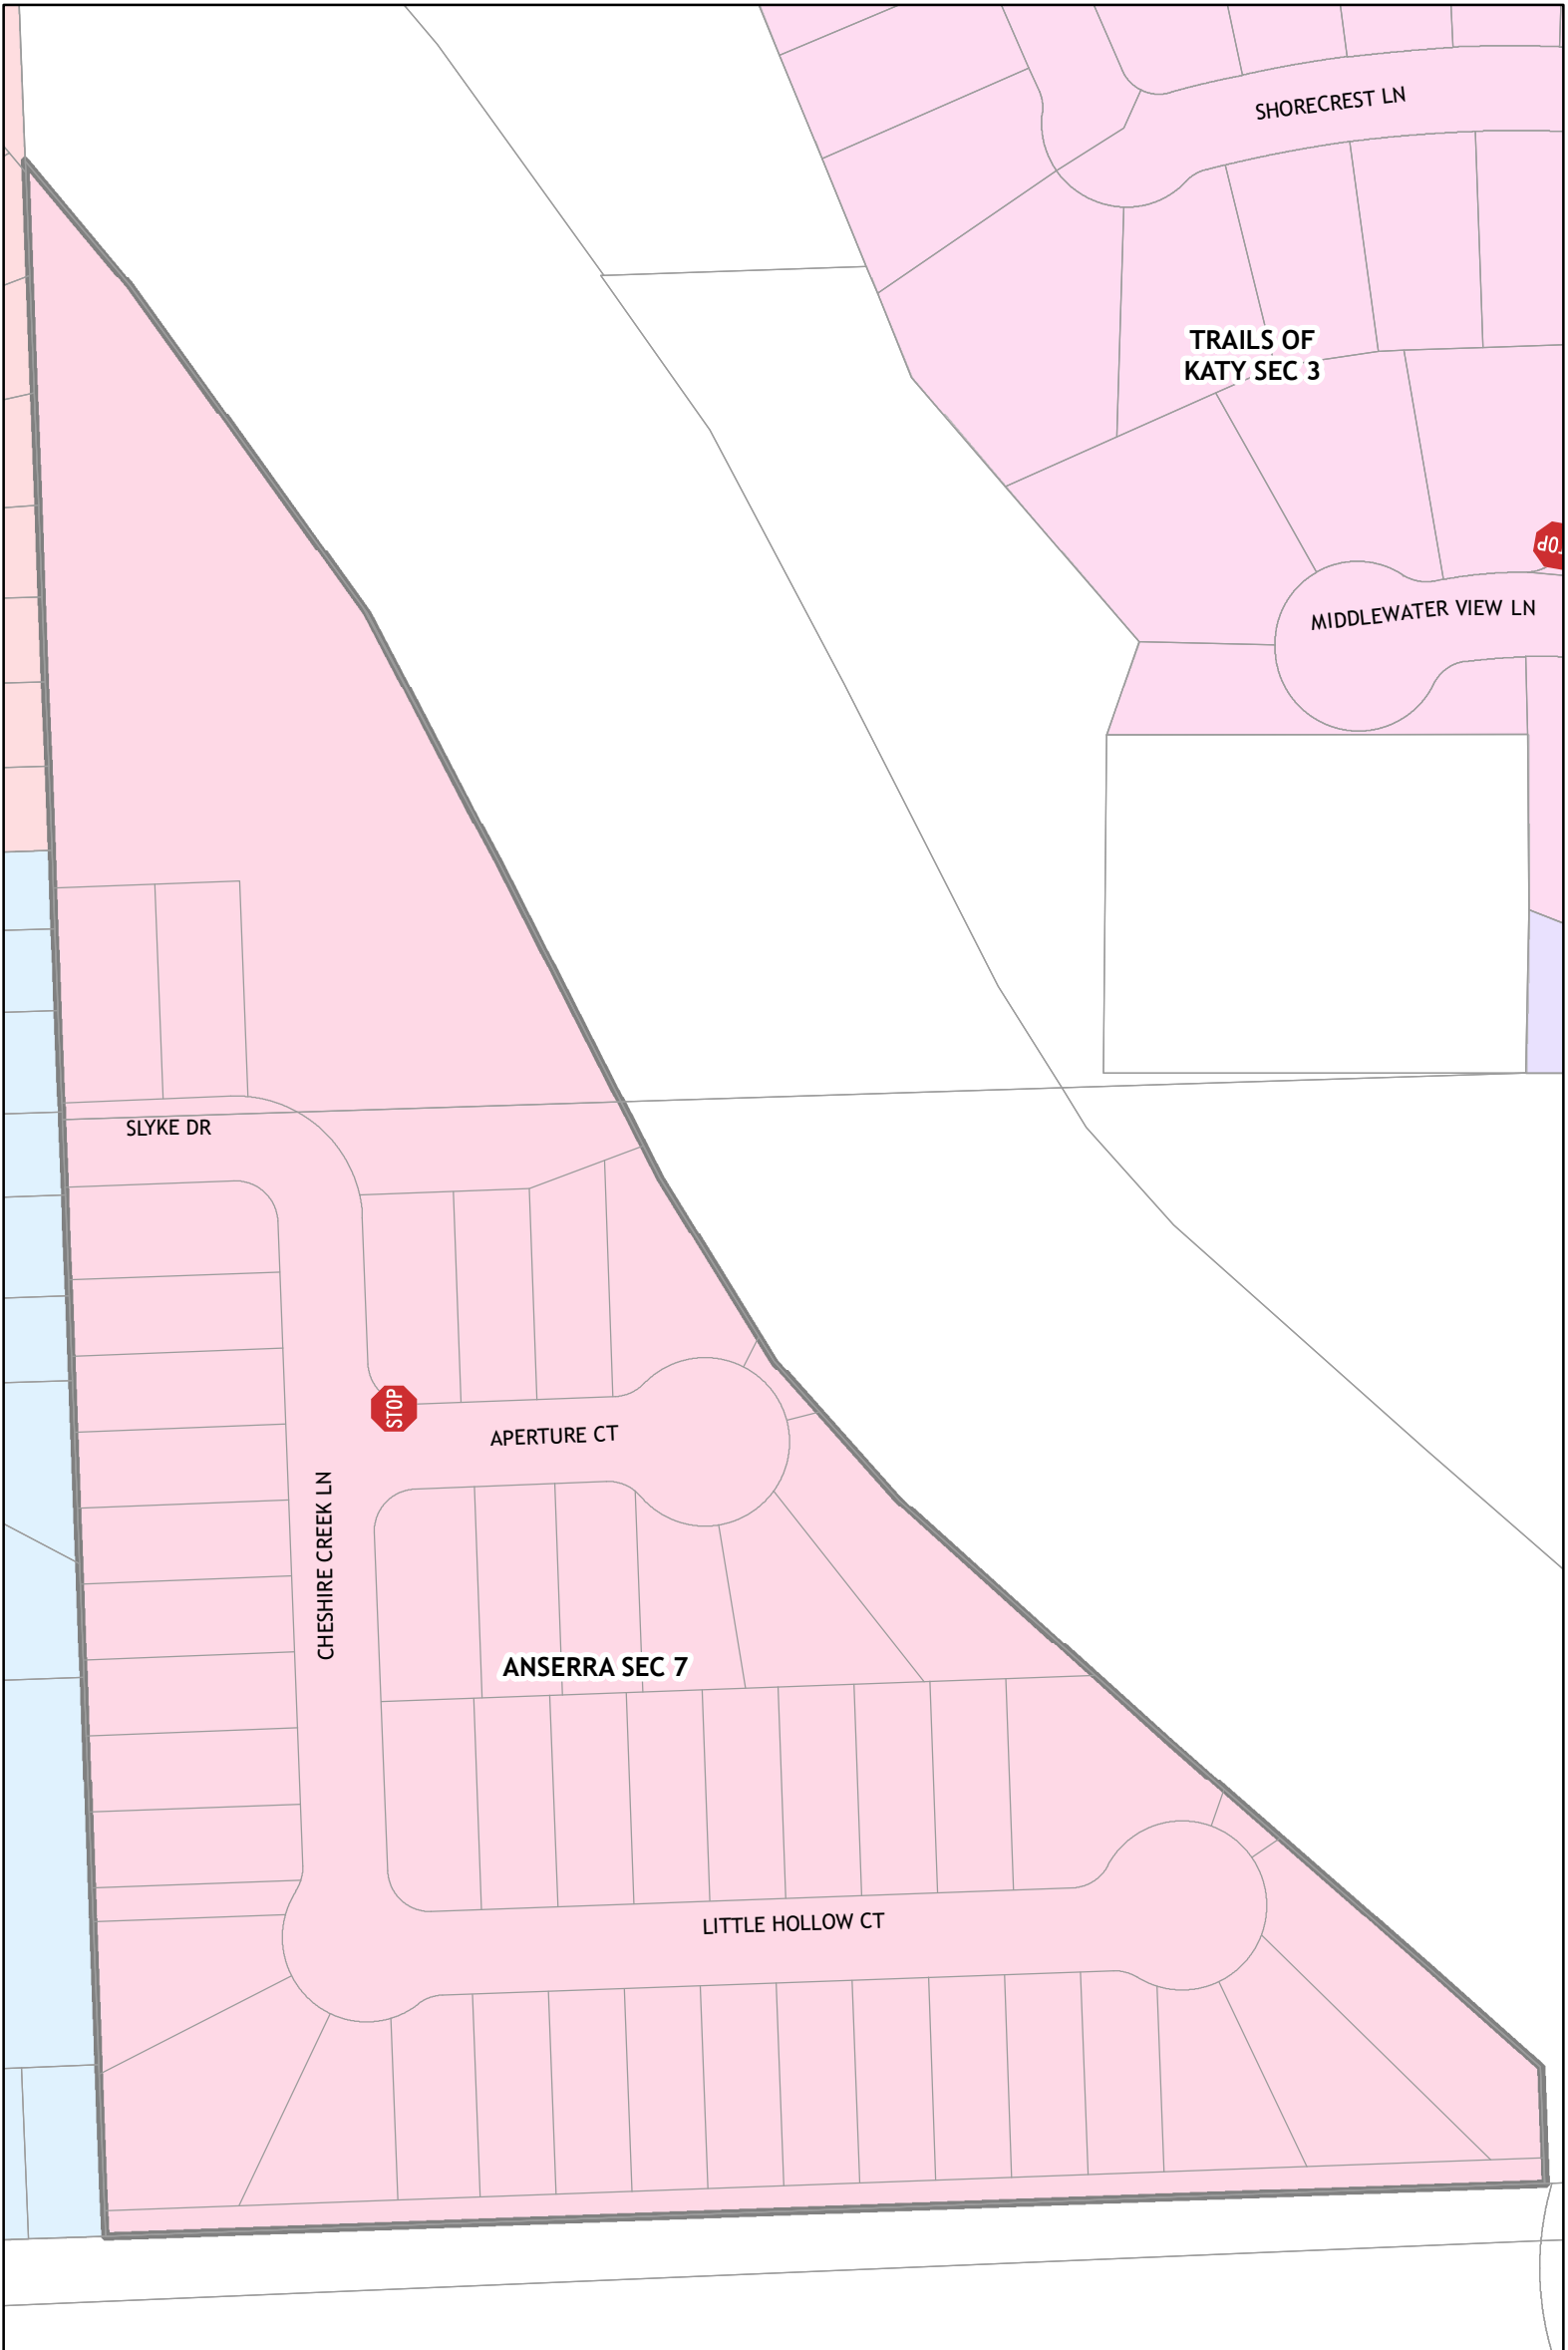 SHORECREST LN
TRAILS OF
KATY SEC 3
MIDDLEWATER VIEW LN
SLYKE DR
STOP
APERTURE CT
CHESHIRE CREEK LN
ANSERRA SEC 7
LITTLE HOLLOW CT